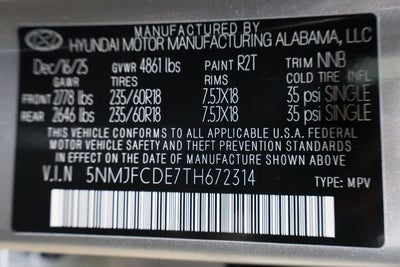 MANUFACTURED BY
HYUNDAI MOTOR MANUFACTURING ALABAMA, LLC
Dec/16/25 GVWR 4861 lbs PAINT R2T TRIM NNB
GAWR TIRES RIMS COLD TIRE INFL
FRONT 2778 lbs 235/60R18 7.5JX18 35 psi SINGLE
REAR 2646 lbs 235/60R18 7.5JX18 35 psi SINGLE
THIS VEHICLE CONFORMS TO ALL APPLICABLE U.S.A. FEDERAL
MOTOR VEHICLE SAFETY AND THEFT PREVENTION STANDARDS
IN EFFECT ON THE DATE OF MANUFACTURE SHOWN ABOVE.
V.I.N 5NMJFCDE7TH672314 TYPE: MPV